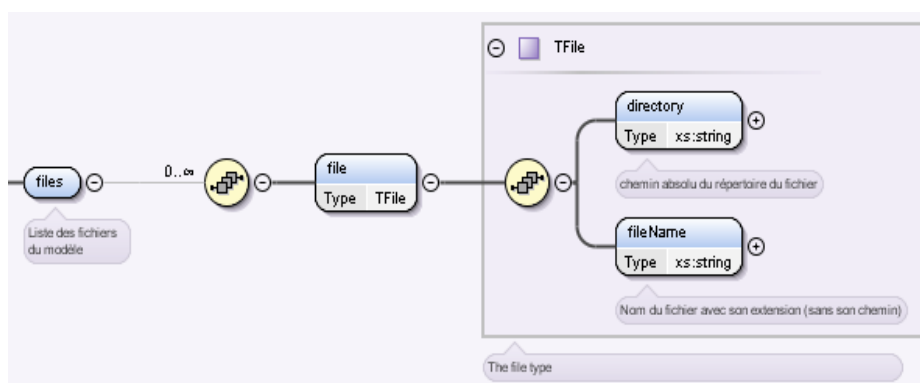 TFile
directory
Type xs:string
chemin absolu du répertoire du fichier
files
0..∞
file
Type TFile
Liste des fichiers
du modèle
fileName
Type xs:string
Nom du fichier avec son extension (sans son chemin)
The file type